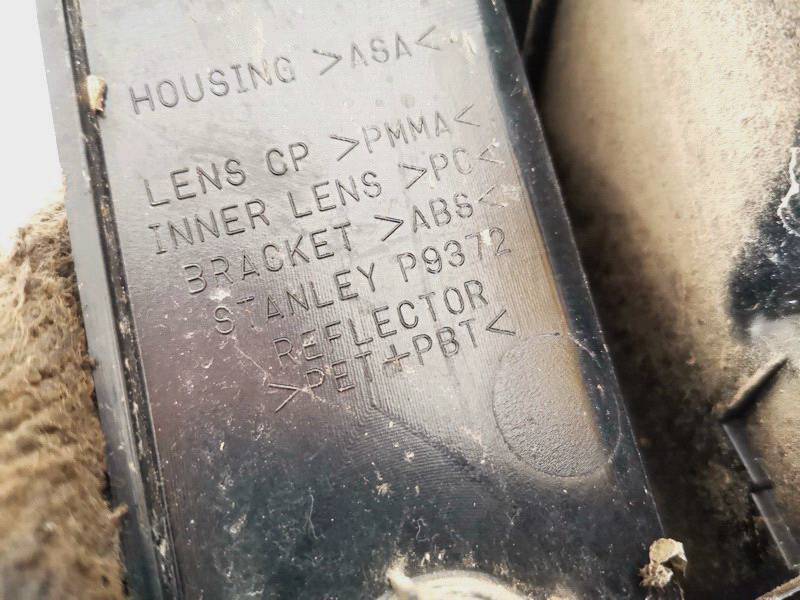 HOUSING >ASA<
LENS CP >PMMA<
INNER LENS >PC<
BRACKET >ABS<
STANLEY P9372
REFLECTOR
>PET+PBT<